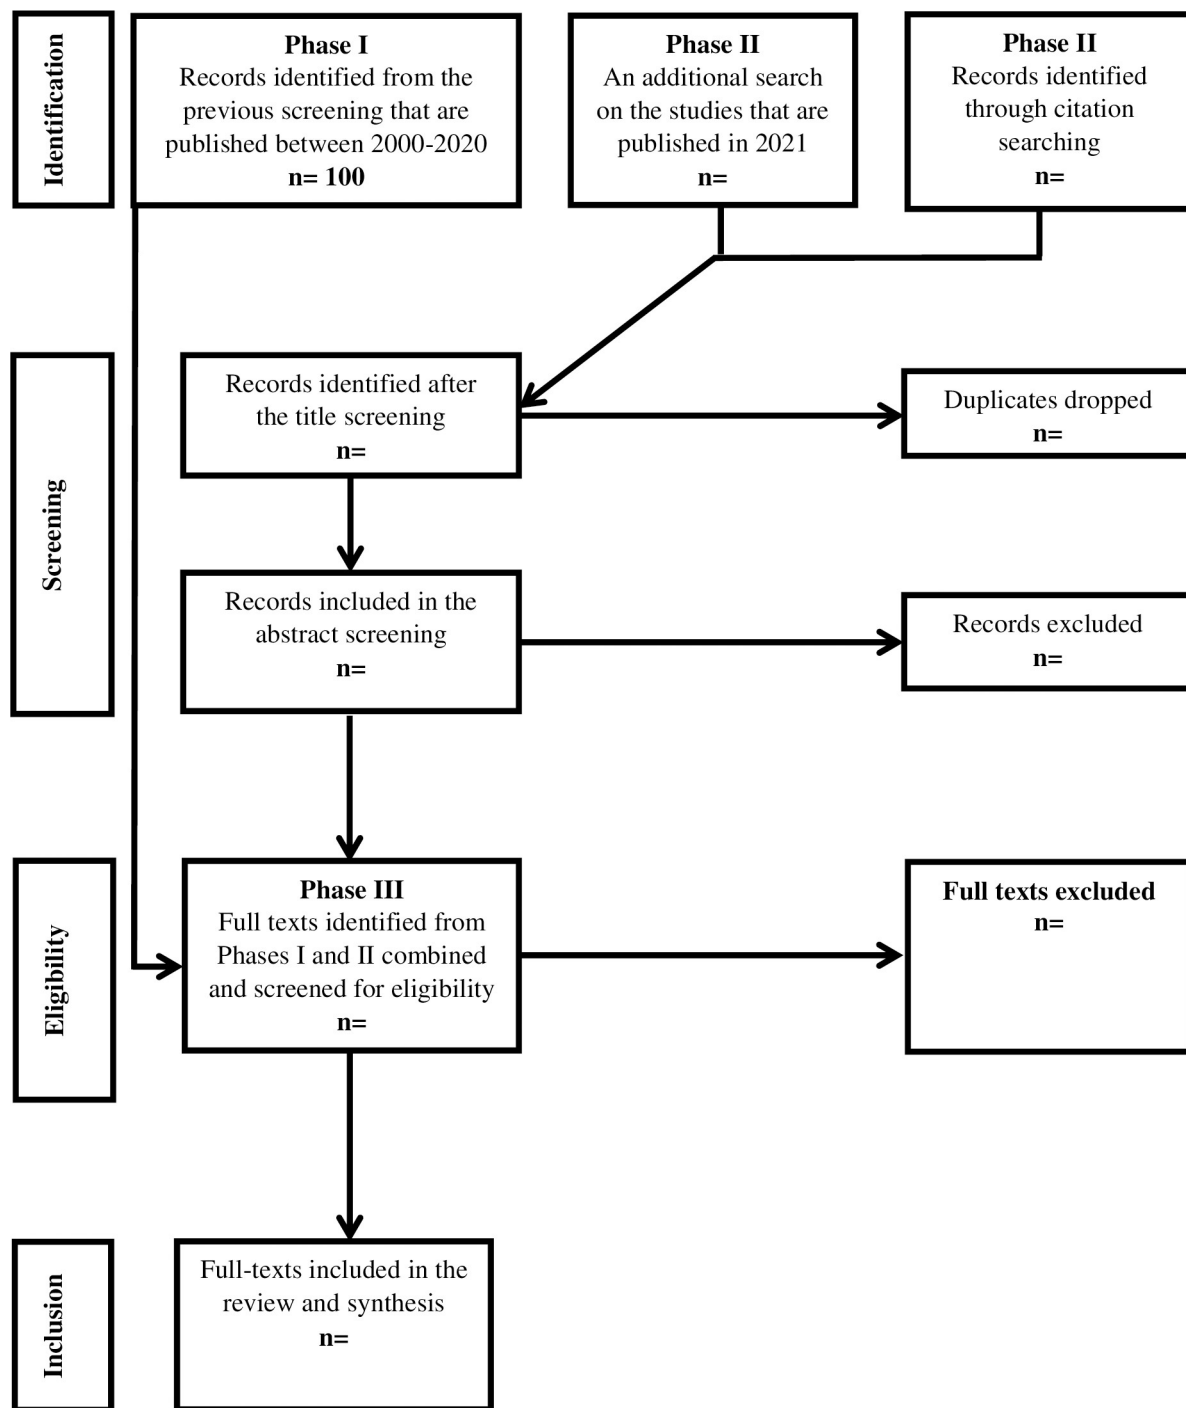 Identification
Phase I
Records identified from the
previous screening that are
published between 2000-2020
n= 100
Phase II
An additional search
on the studies that are
published in 2021
n=
Phase II
Records identified
through citation
searching
n=
Screening
Records identified after
the title screening
n=
Duplicates dropped
n=
Records included in the
abstract screening
n=
Records excluded
n=
Eligibility
Phase III
Full texts identified from
Phases I and II combined
and screened for eligibility
n=
Full texts excluded
n=
Inclusion
Full-texts included in the
review and synthesis
n=